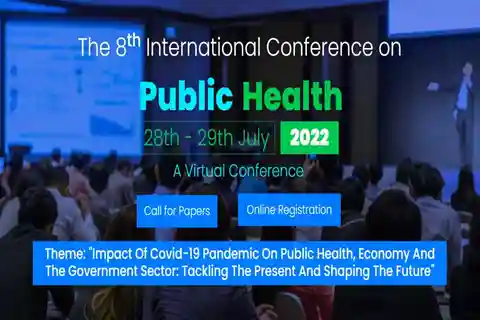 The 8th International Conference on
Public Health
28th - 29th July 2022
A Virtual Conference
Call for Papers Online Registration
Theme: "Impact Of Covid-19 Pandemic On Public Health, Economy And
The Government Sector: Tackling The Present And Shaping The Future"